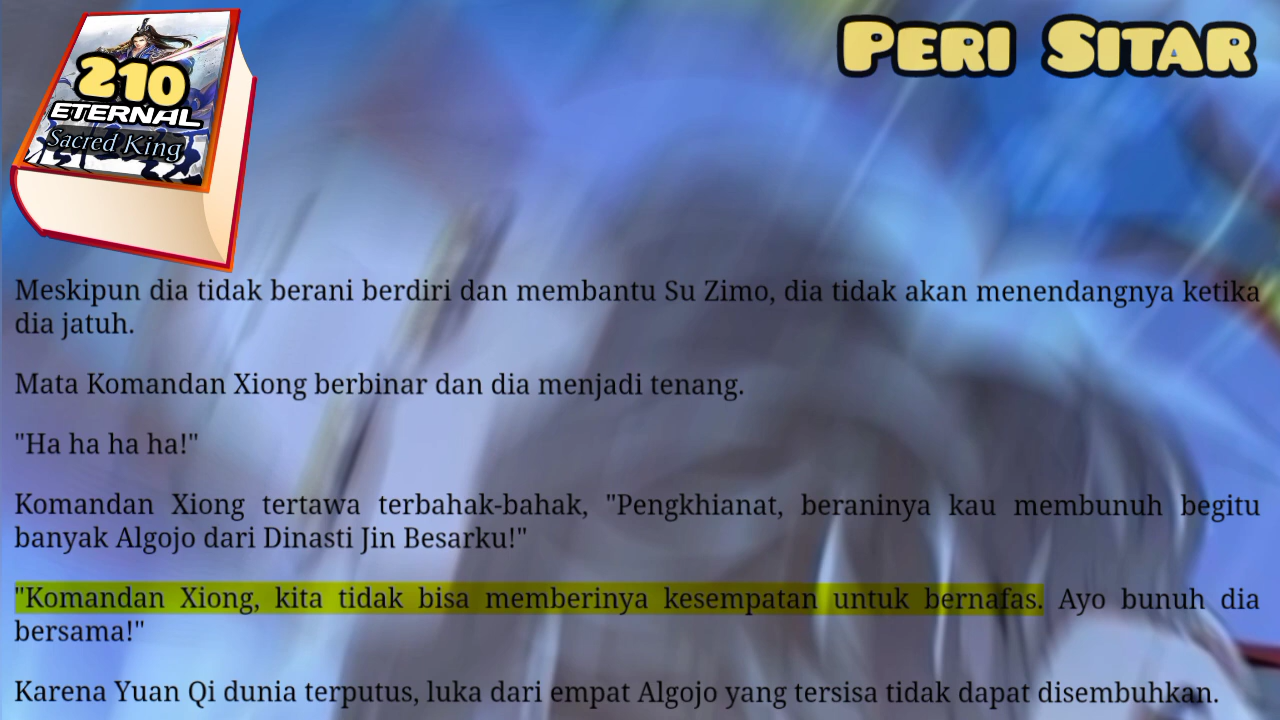 210
ETERNAL
Sacred King
PERI SITAR
Meskipun dia tidak berani berdiri dan membantu Su Zimo, dia tidak akan menendangnya ketika
dia jatuh.
Mata Komandan Xiong berbinar dan dia menjadi tenang.
"Ha ha ha ha!"
Komandan Xiong tertawa terbahak-bahak, "Pengkhianat, beraninya kau membunuh begitu
banyak Algojo dari Dinasti Jin Besarku!"
"Komandan Xiong, kita tidak bisa memberinya kesempatan untuk bernafas. Ayo bunuh dia
bersama!"
Karena Yuan Qi dunia terputus, luka dari empat Algojo yang tersisa tidak dapat disembuhkan.